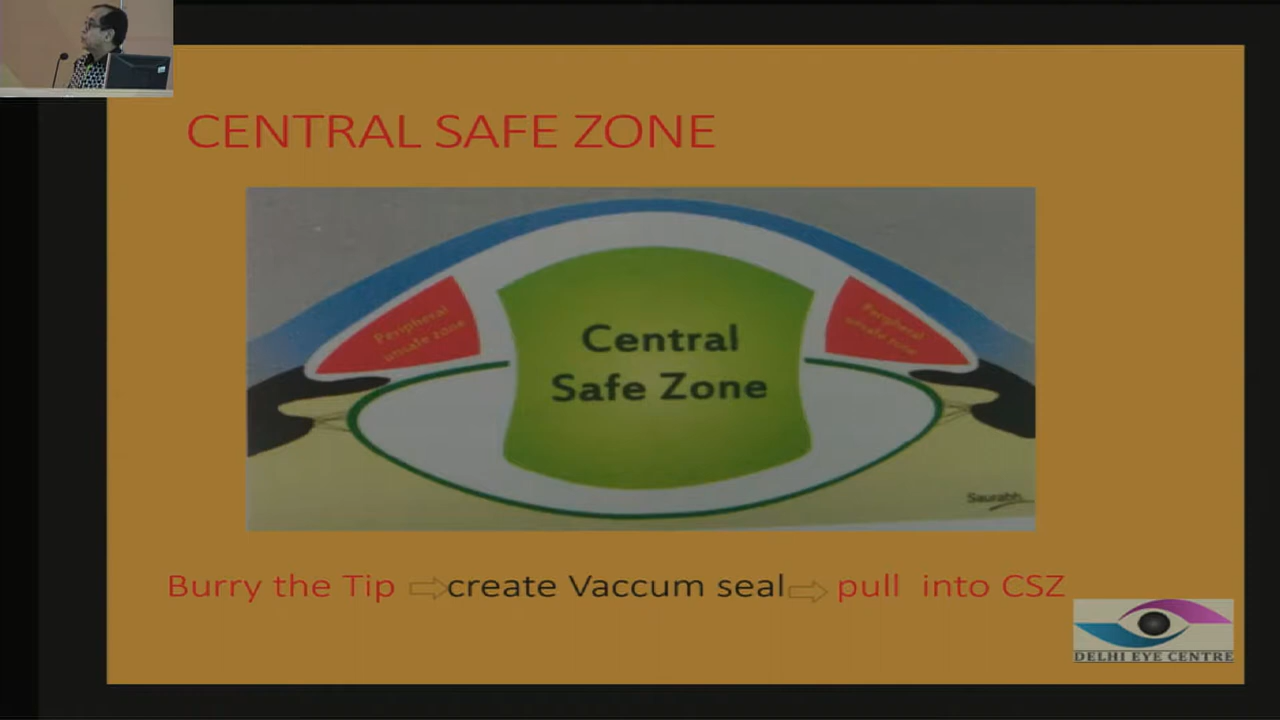 CENTRAL SAFE ZONE
Peripheral
unsafe zone
Central
Safe Zone
Peripheral
unsafe zone
Saurabh
Burry the Tip create Vaccum seal pull into CSZ
DELHI EYE CENTRE